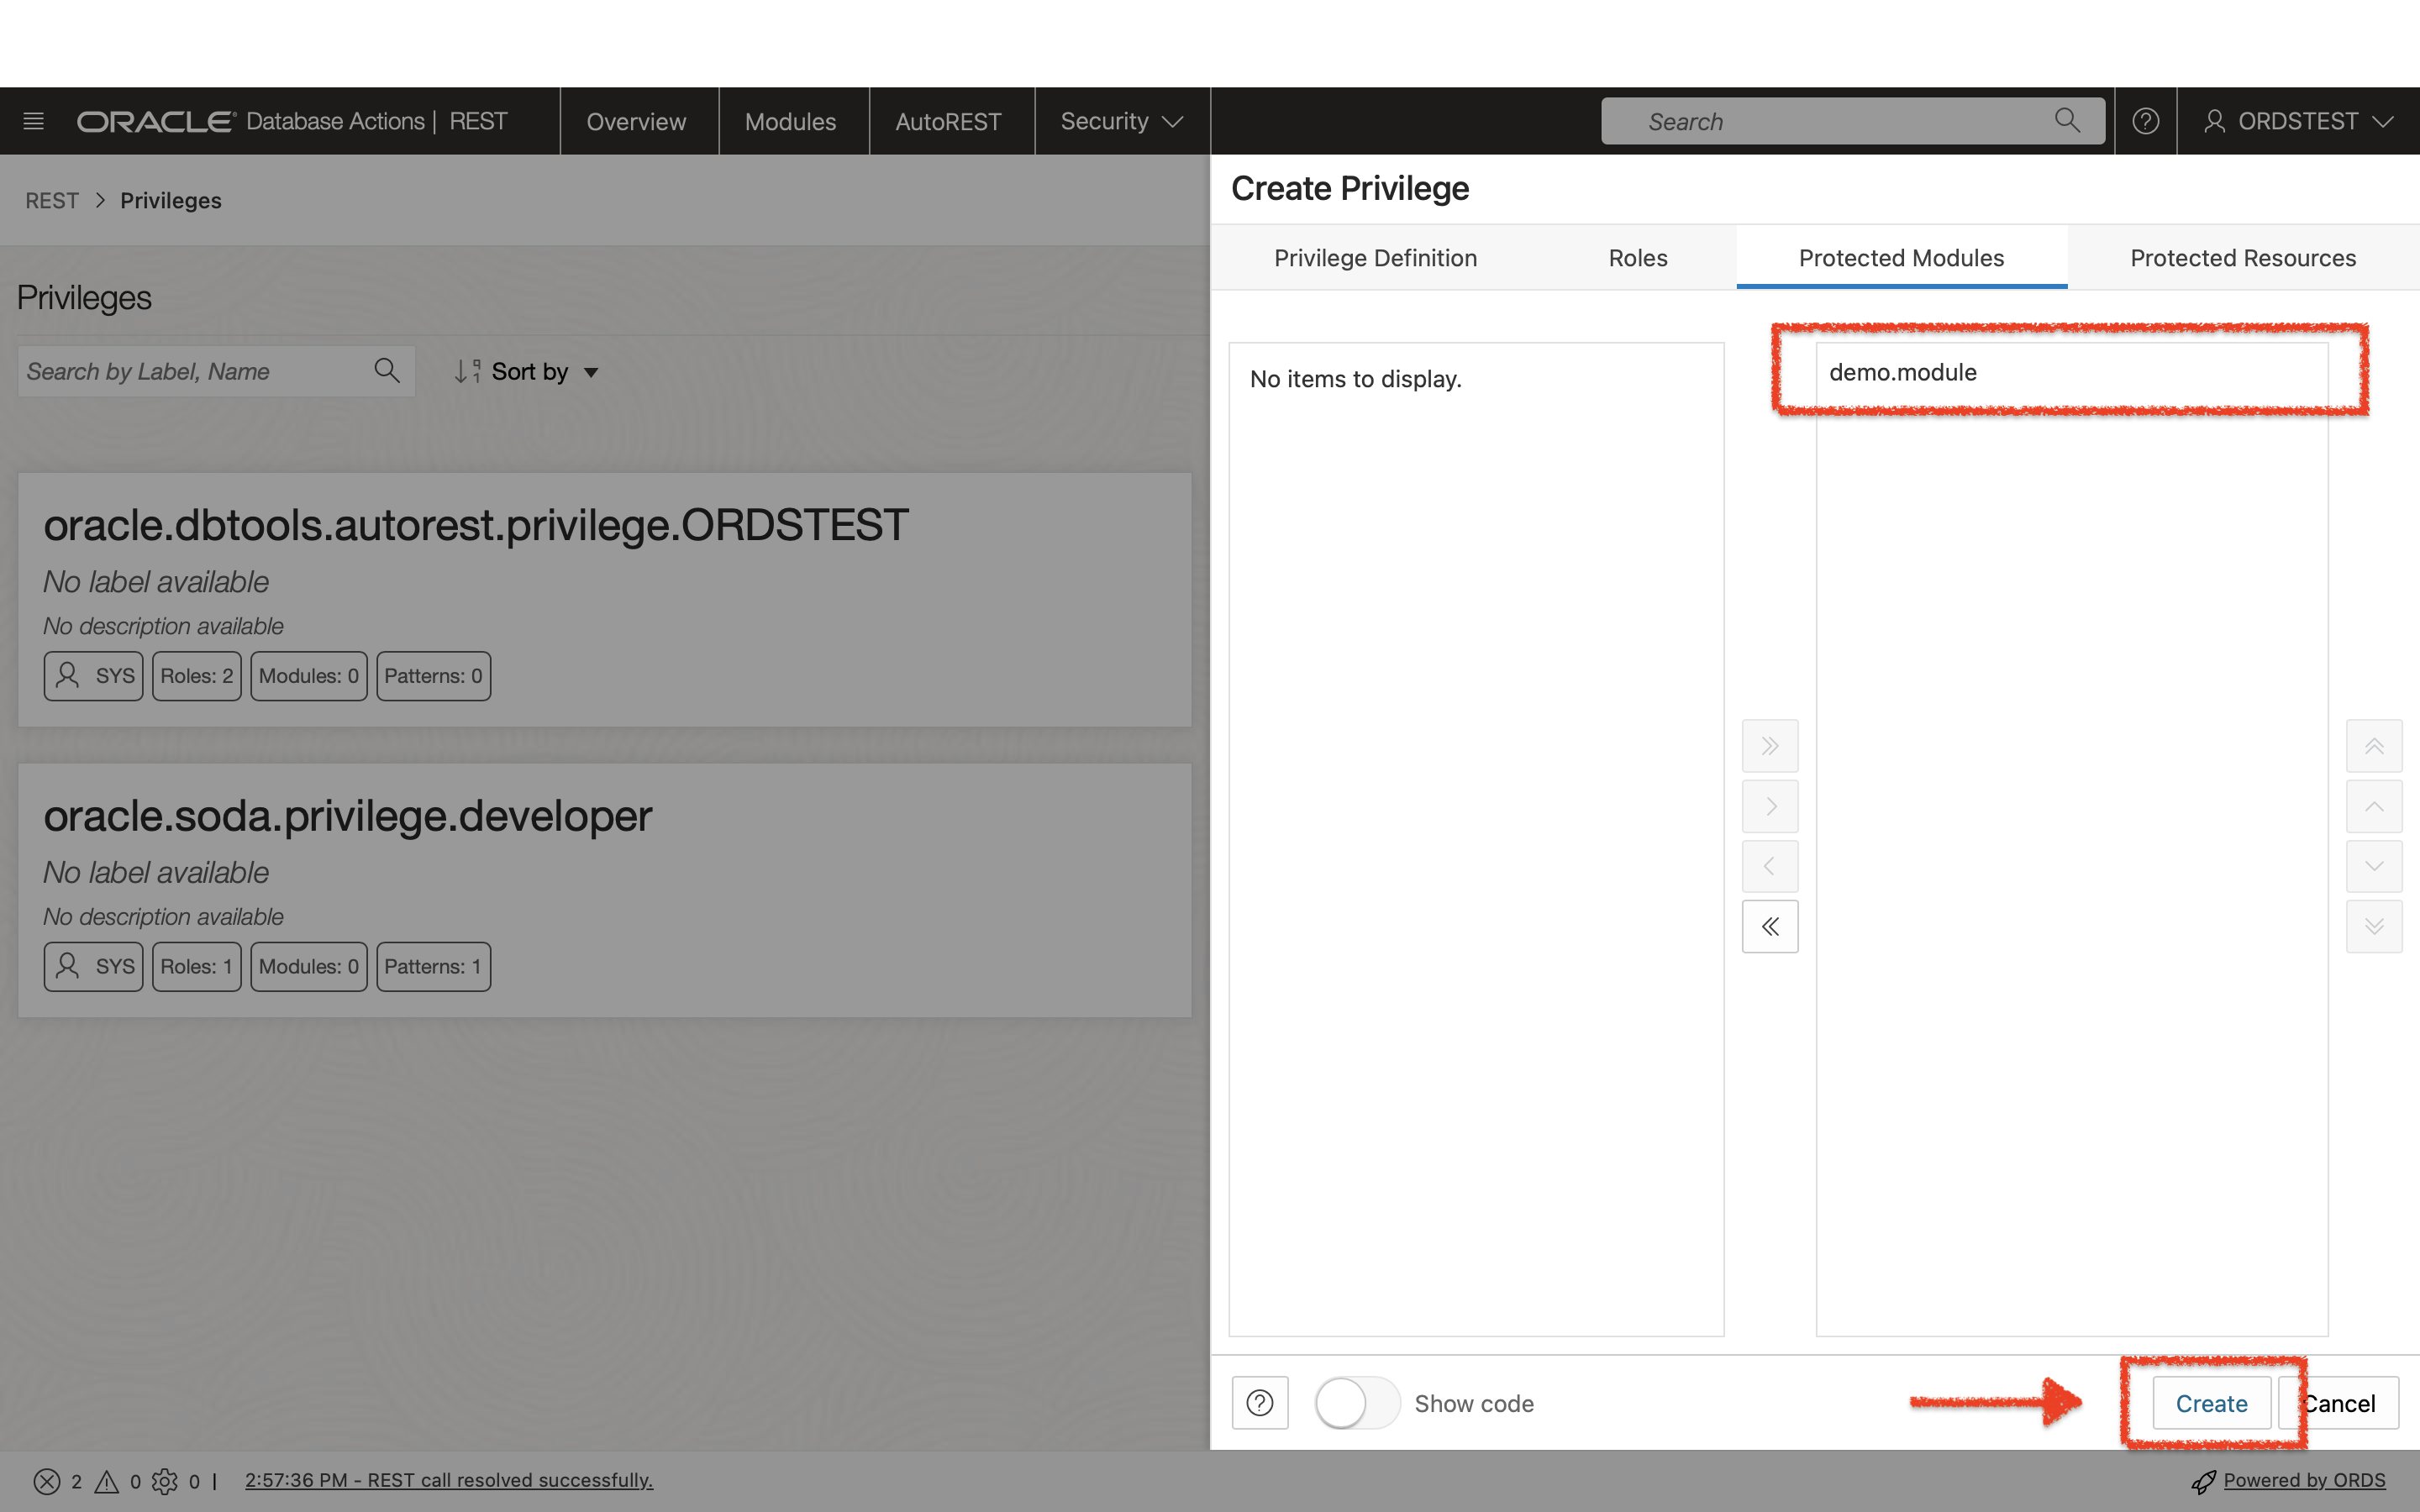 ORACLE Database Actions | REST
Overview
Modules
AutoREST
Security
Search
ORDSTEST
REST > Privileges
Privileges
Search by Label, Name
Sort by
oracle.dbtools.autorest.privilege.ORDSTEST
No label available
No description available
SYS
Roles: 2
Modules: 0
Patterns: 0
oracle.soda.privilege.developer
No label available
No description available
SYS
Roles: 1
Modules: 0
Patterns: 1
Create Privilege
Privilege Definition
Roles
Protected Modules
Protected Resources
No items to display.
demo.module
Show code
Create
Cancel
2 0 0 | 2:57:36 PM - REST call resolved successfully.
Powered by ORDS